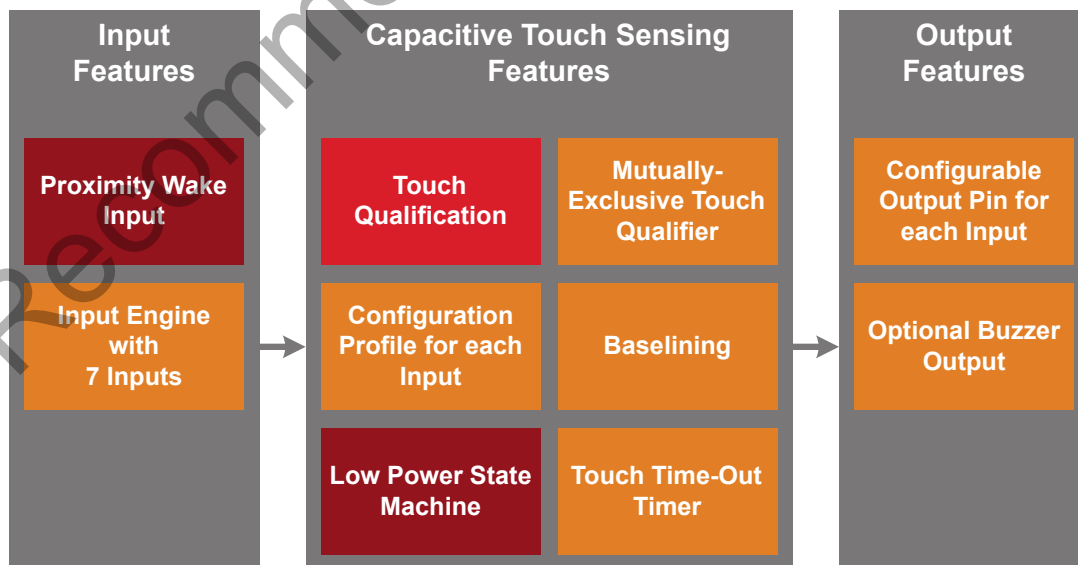 Input
Features
Proximity Wake
Input
Input Engine
with
7 Inputs
Capacitive Touch Sensing
Features
Touch
Qualification
Mutually-
Exclusive Touch
Qualifier
Configuration
Profile for each
Input
Baselining
Low Power State
Machine
Touch Time-Out
Timer
Output
Features
Configurable
Output Pin for
each Input
Optional Buzzer
Output